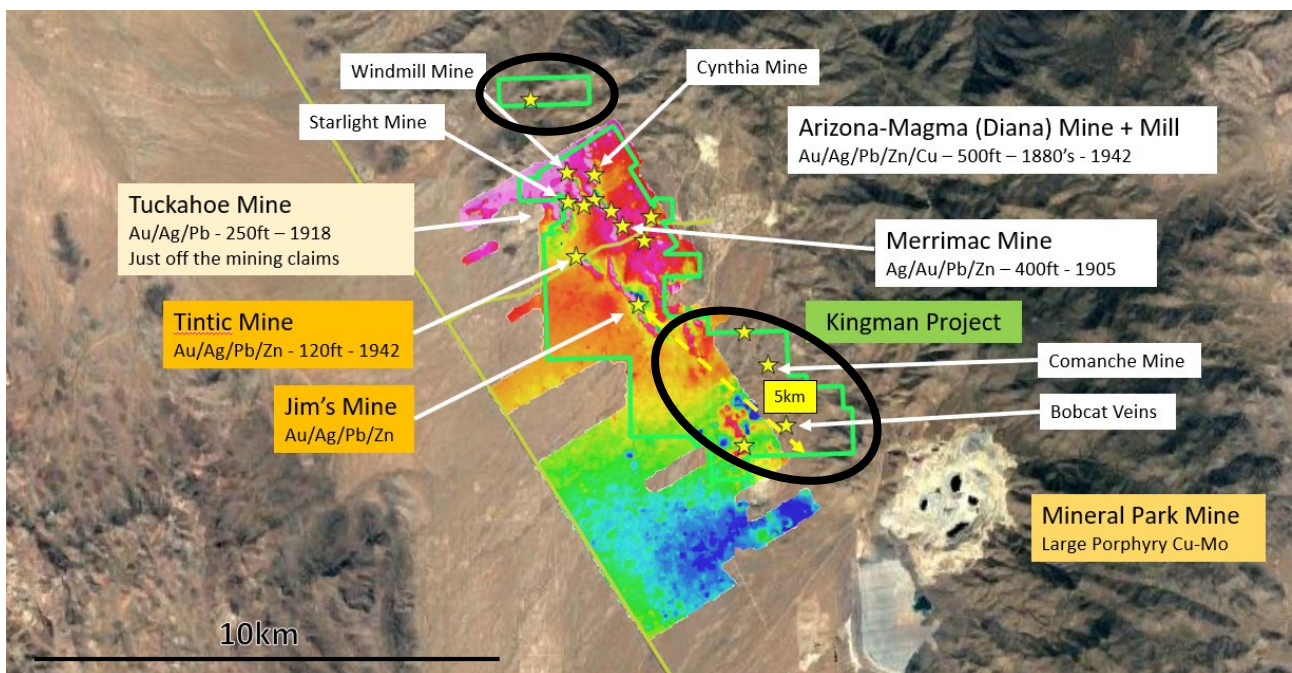 Windmill Mine
Cynthia Mine
Starlight Mine
Arizona-Magma (Diana) Mine + Mill
Au/Ag/Pb/Zn/Cu – 500ft – 1880's - 1942
Tuckahoe Mine
Au/Ag/Pb - 250ft – 1918
Just off the mining claims
Merrimac Mine
Ag/Au/Pb/Zn – 400ft - 1905
Tintic Mine
Au/Ag/Pb/Zn - 120ft - 1942
Kingman Project
Comanche Mine
5km
Jim's Mine
Au/Ag/Pb/Zn
Bobcat Veins
Mineral Park Mine
Large Porphyry Cu-Mo
10km